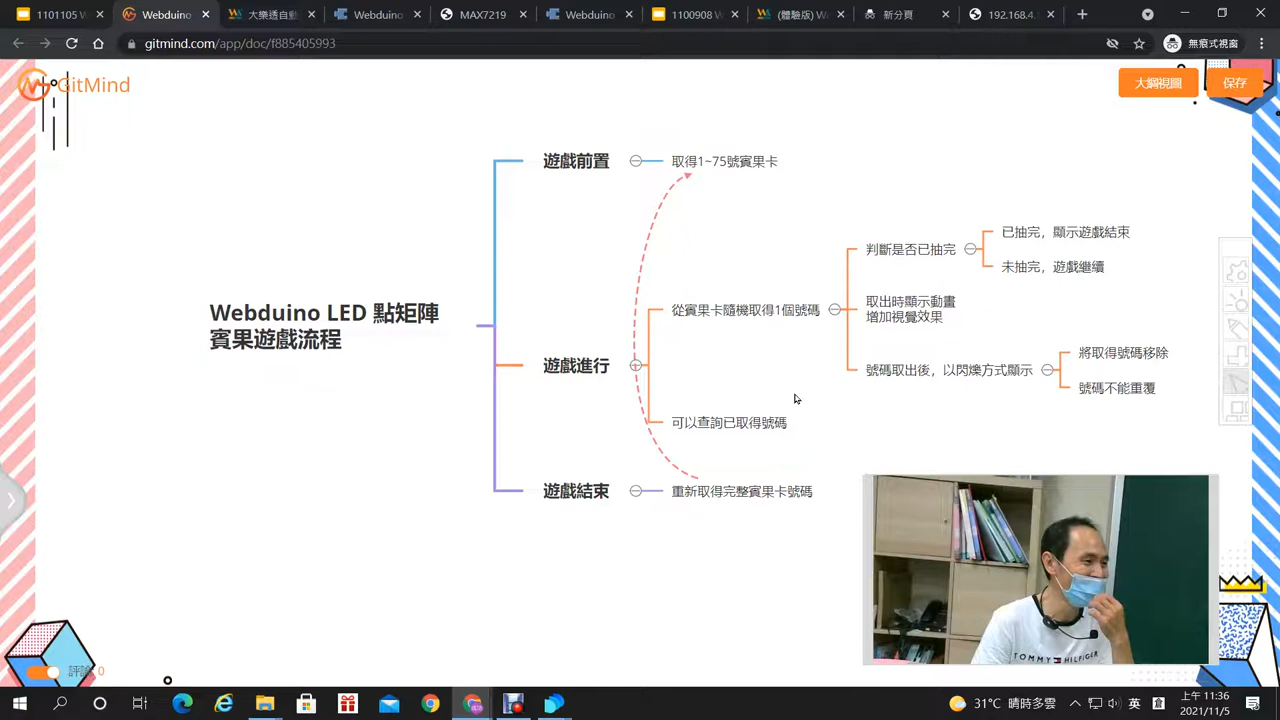 1101105 W
Webduino
大樂透自動
Webduino
MAX7219
Webduino
1100908
(體驗版) W
新分頁
192.168.4.
gitmind.com/app/doc/f885405993
無痕式視窗
GitMind
大綱視圖
保存
遊戲前置
取得1~75號賓果卡
已抽完，顯示遊戲結束
判斷是否已抽完
未抽完，遊戲繼續
Webduino LED 點矩陣
賓果遊戲流程
從賓果卡隨機取得1個號碼
取出時顯示動畫
增加視覺效果
遊戲進行
將取得號碼移除
號碼取出後，以閃爍方式顯示
號碼不能重覆
可以查詢已取得號碼
遊戲結束
重新取得完整賓果卡號碼
TOMMY HILFIGER
評論 0
31°C 晴時多雲
英
上午 11:36
2021/11/5